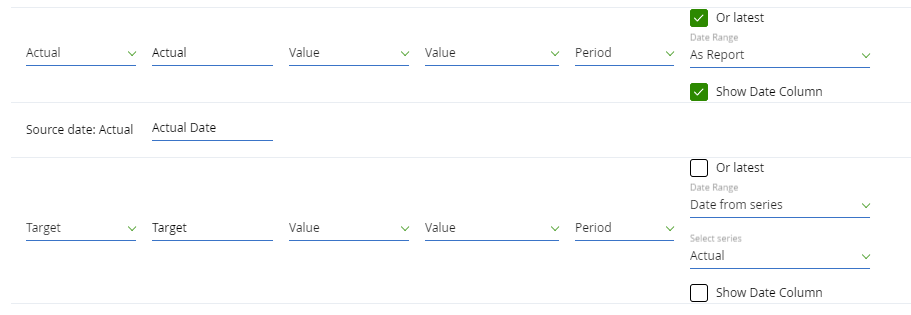 Or latest
Date Range
Actual Actual Value Value Period As Report
Show Date Column
Source date: Actual Actual Date
Or latest
Date Range
Date from series
Target Target Value Value Period
Select series
Actual
Show Date Column